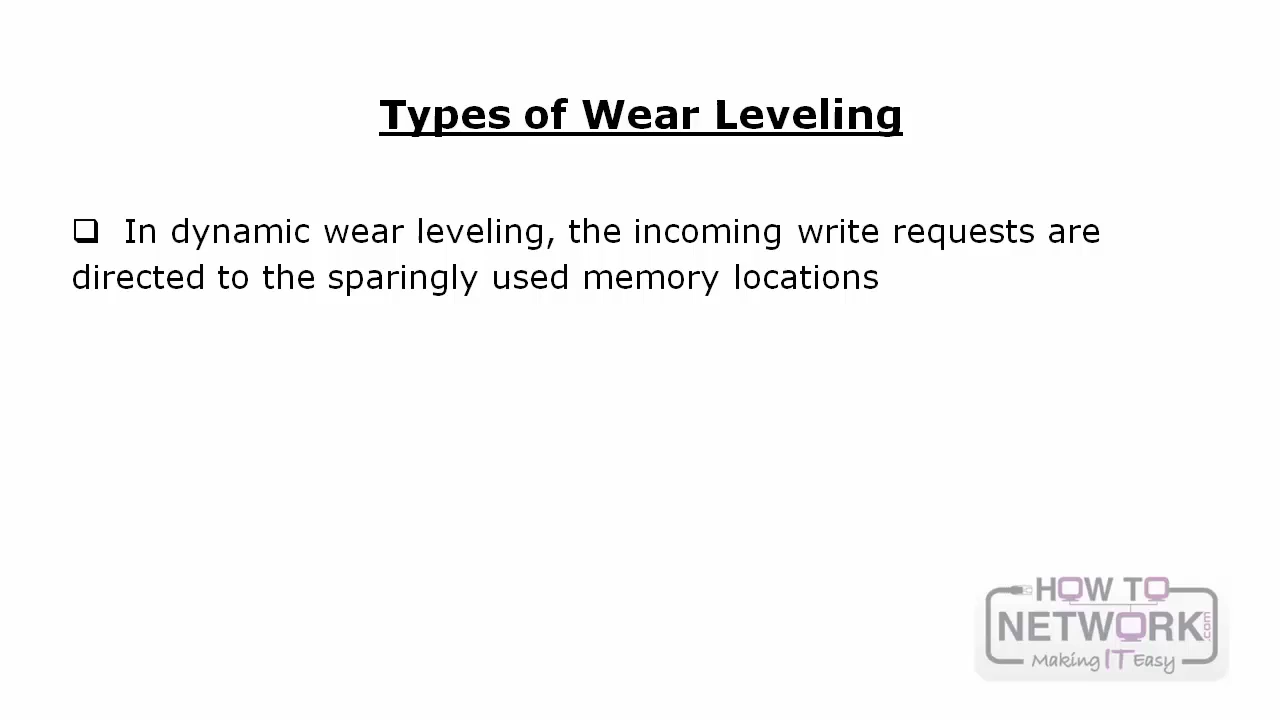 Types of Wear Leveling
❑ In dynamic wear leveling, the incoming write requests are
directed to the sparingly used memory locations
HOW TO
NETWORK.com
Making IT Easy